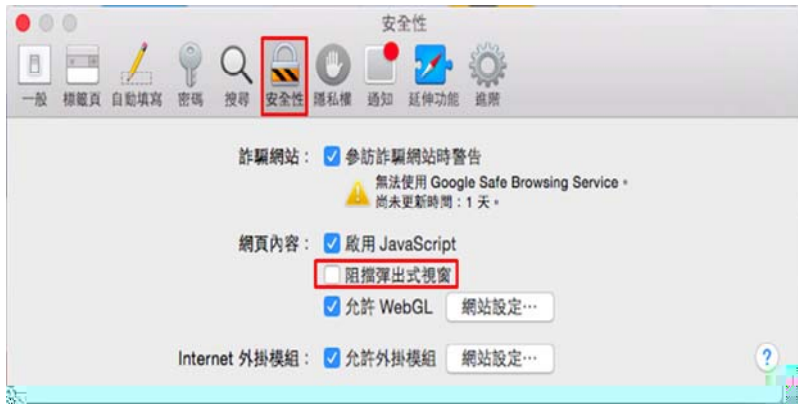 安全性
一般 標籤頁 自動填寫 密碼 搜尋 安全性 隱私權 通知 延伸功能 進階
詐騙網站： 參訪詐騙網站時警告
無法使用 Google Safe Browsing Service。
尚未更新時間：1 天。
網頁內容： 啟用 JavaScript
阻擋彈出式視窗
允許 WebGL 網站設定⋯
Internet 外掛模組： 允許外掛模組 網站設定⋯ ?